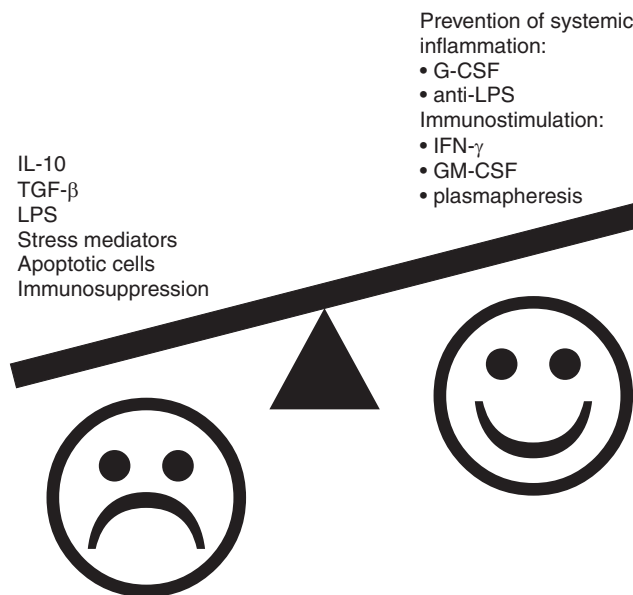 Prevention of systemic
inflammation:
• G-CSF
• anti-LPS
Immunostimulation:
• IFN-γ
• GM-CSF
• plasmapheresis
IL-10
TGF-β
LPS
Stress mediators
Apoptotic cells
Immunosuppression